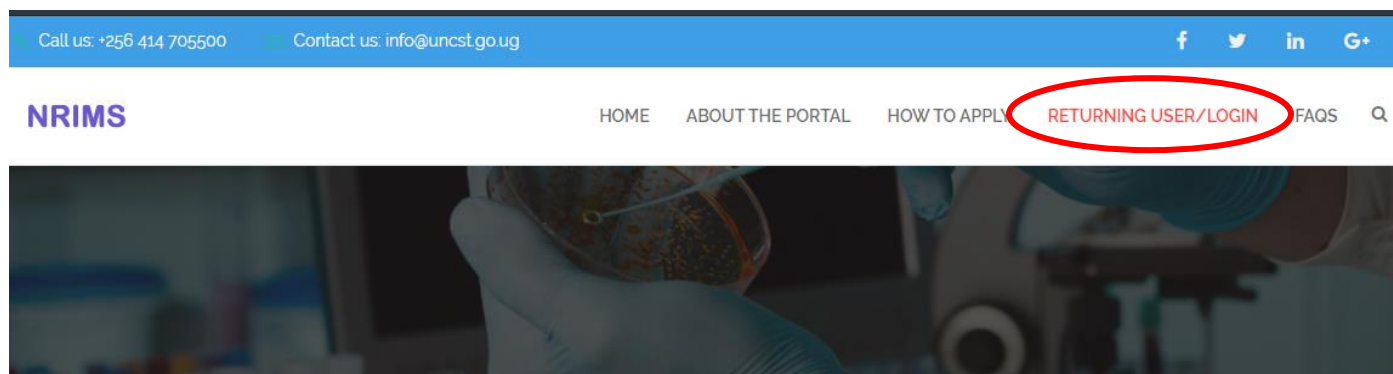 Call us: +256 414 705500 Contact us: info@uncst.go.ug f in G+
NRIMS HOME ABOUT THE PORTAL HOW TO APPLY RETURNING USER/LOGIN FAQS